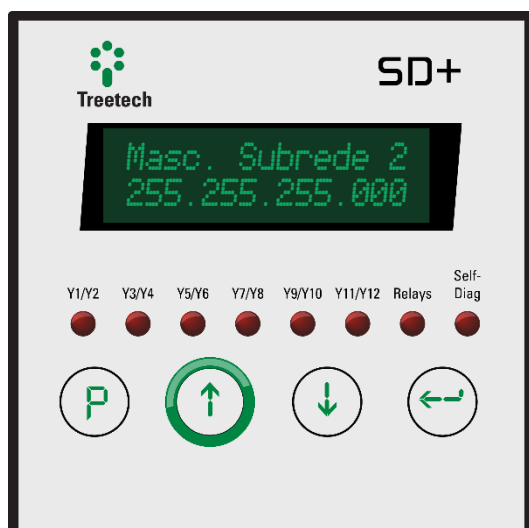 Treetech
SD+
Masc. Subrede 2
255.255.255.000
Y1/Y2 Y3/Y4 Y5/Y6 Y7/Y8 Y9/Y10 Y11/Y12 Relays Self-Diag
P